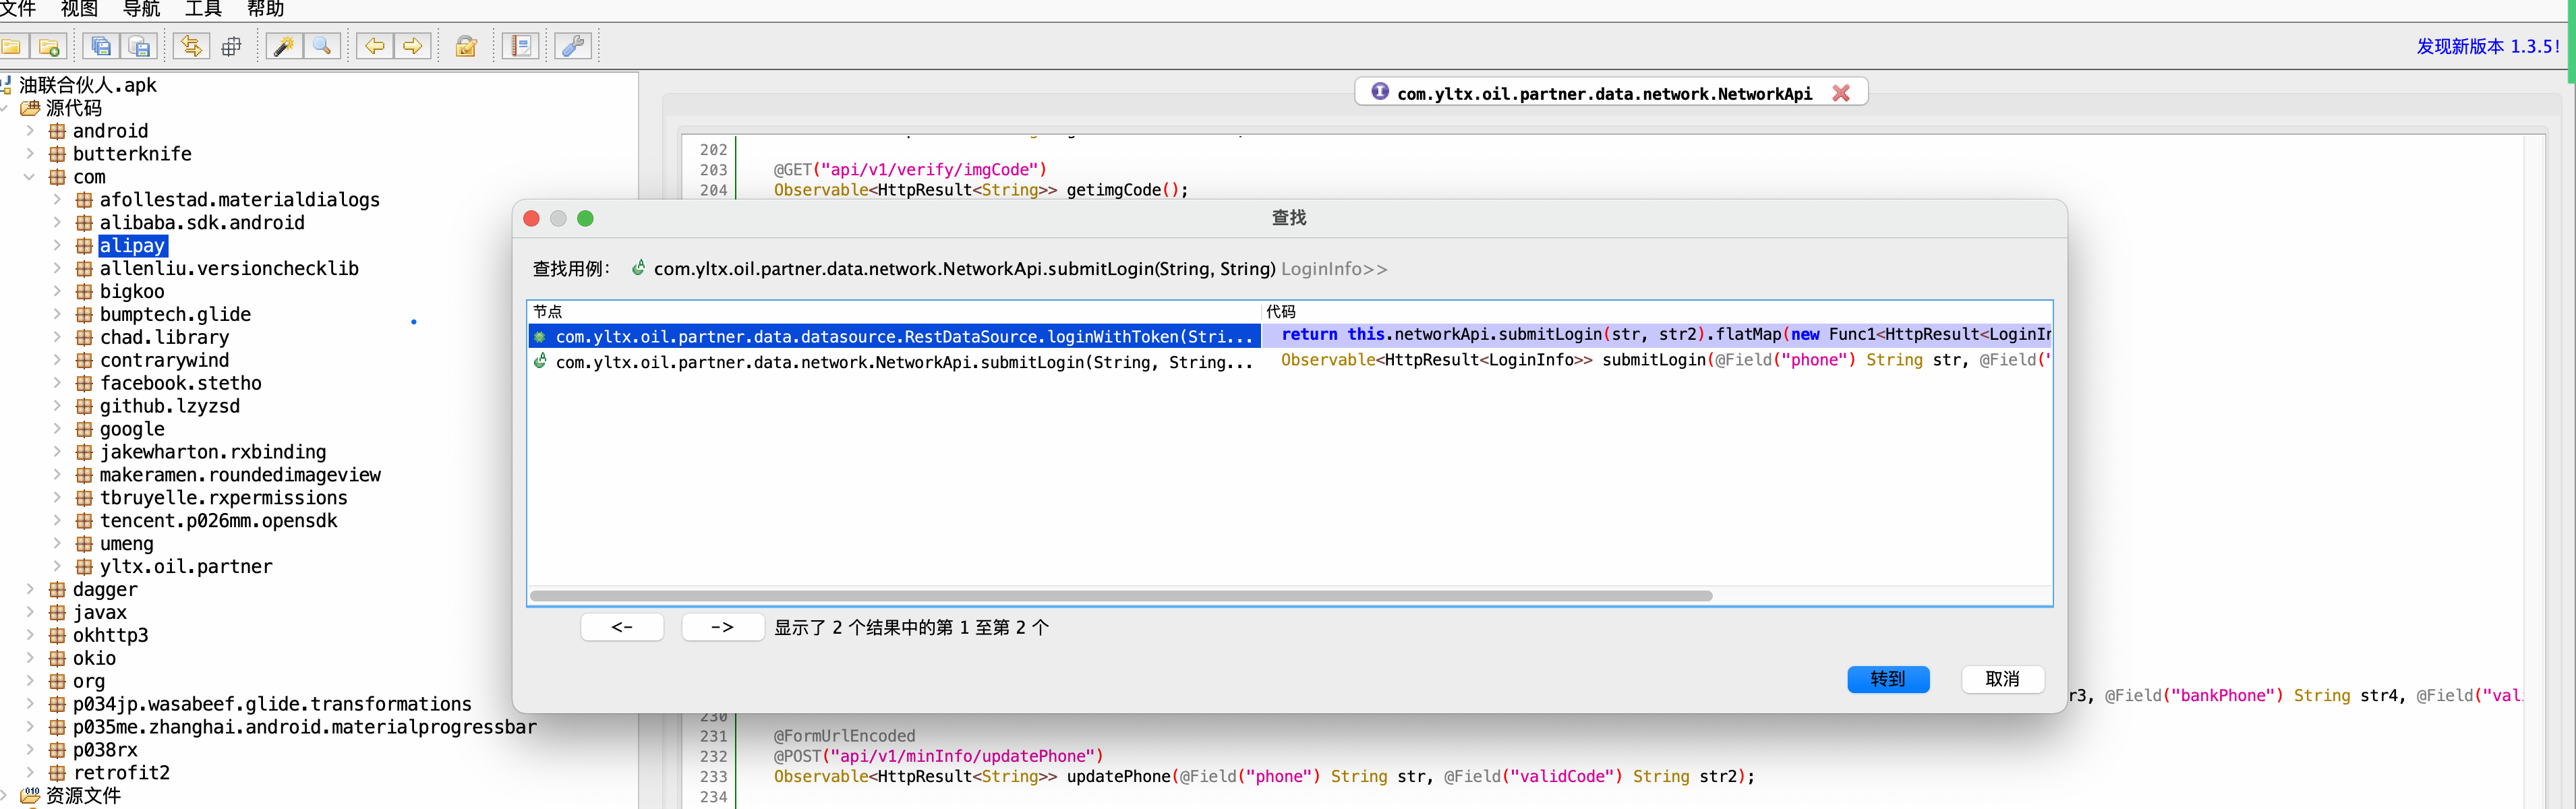 文件 视图 导航 工具 帮助
发现新版本 1.3.5!
油联合伙人.apk
源代码
android
butterknife
com
afollestad.materialdialogs
alibaba.sdk.android
alipay
allenliu.versionchecklib
bigkoo
bumptech.glide
chad.library
contrarywind
facebook.stetho
github.lzyzsd
google
jakewharton.rxbinding
makeramen.roundedimageview
tbruyelle.rxpermissions
tencent.p026mm.opensdk
umeng
yltx.oil.partner
dagger
javax
okhttp3
okio
org
p034jp.wasabeef.glide.transformations
p035me.zhanghai.android.materialprogressbar
p038rx
retrofit2
资源文件
com.yltx.oil.partner.data.network.NetworkApi
202
203 @GET("api/v1/verify/imgCode")
204 Observable<HttpResult<String>> getimgCode();
查找
查找用例: com.yltx.oil.partner.data.network.NetworkApi.submitLogin(String, String) LoginInfo>>
节点 代码
com.yltx.oil.partner.data.datasource.RestDataSource.loginWithToken(Stri... return this.networkApi.submitLogin(str, str2).flatMap(new Func1<HttpResult<LoginIn
com.yltx.oil.partner.data.network.NetworkApi.submitLogin(String, String... Observable<HttpResult<LoginInfo>> submitLogin(@Field("phone") String str, @Field("
<- -> 显示了 2 个结果中的第 1 至第 2 个
转到 取消
r3, @Field("bankPhone") String str4, @Field("val
230
231 @FormUrlEncoded
232 @POST("api/v1/minInfo/updatePhone")
233 Observable<HttpResult<String>> updatePhone(@Field("phone") String str, @Field("validCode") String str2);
234